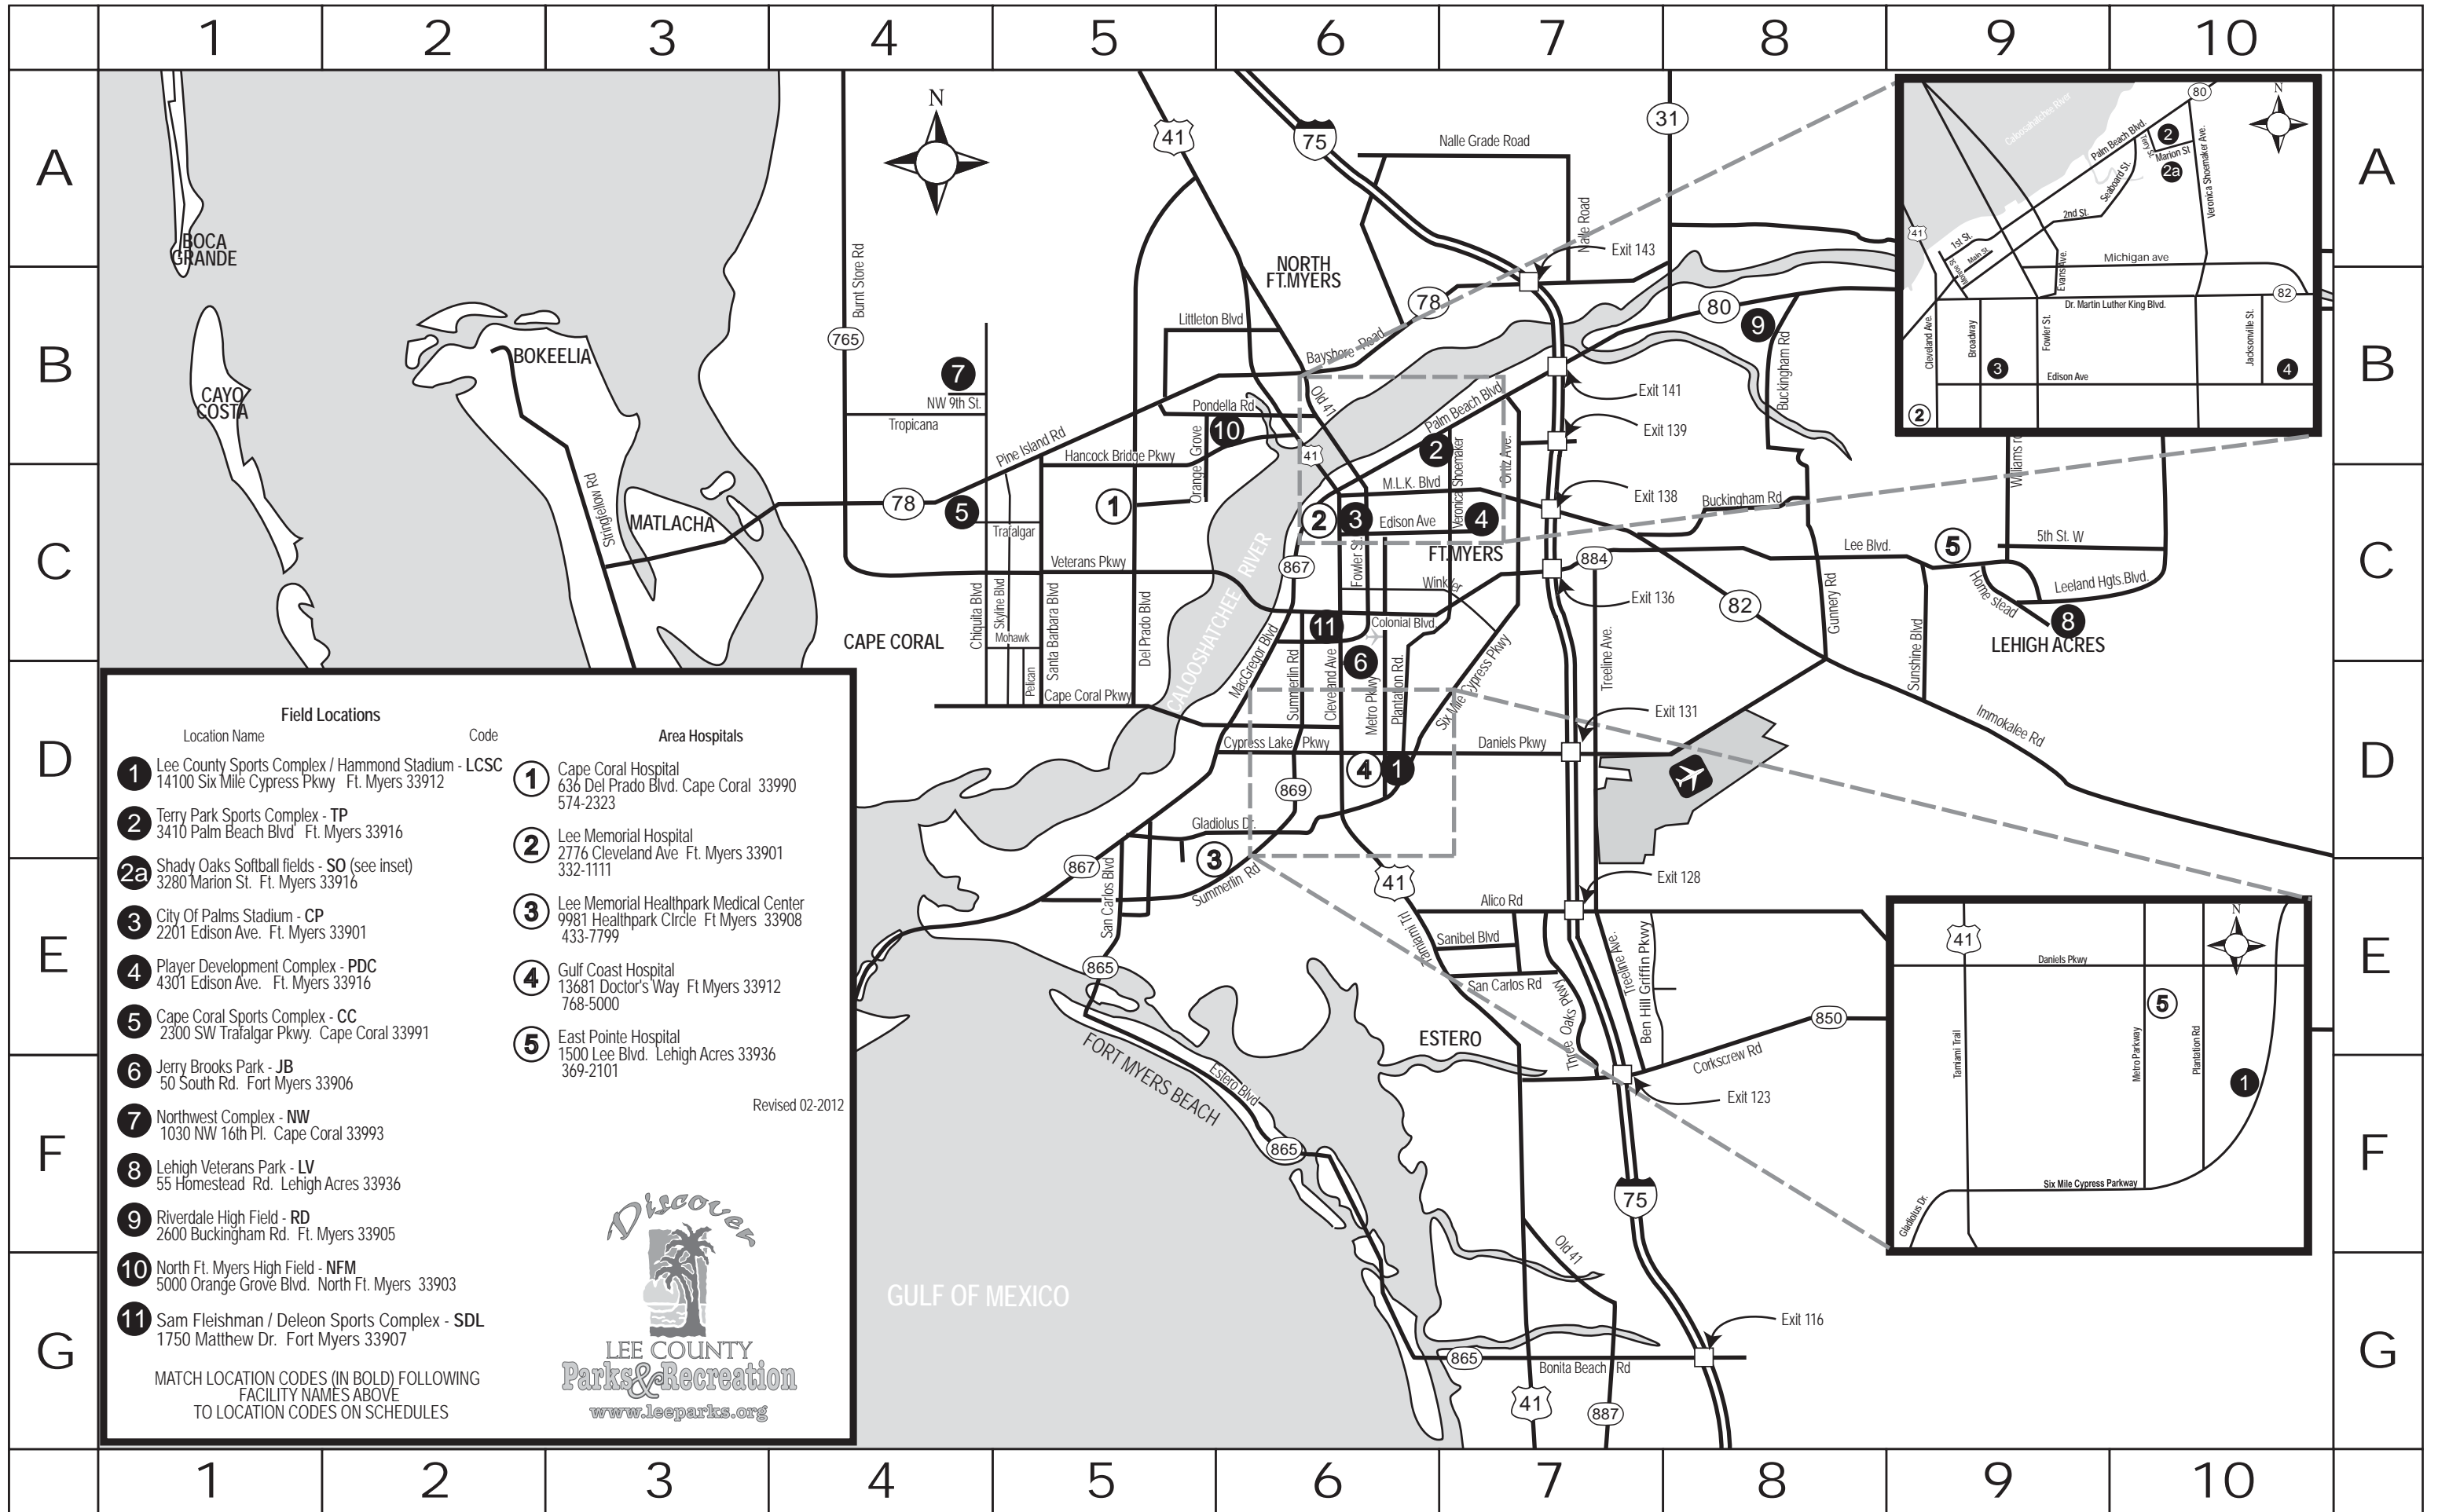 1 2 3 4 5 6 7 8 9 10
A A
B B
C C
D D
E E
F F
G G
BOCA
GRANDE
CAYO
COSTA
BOKEELIA
Stringfellow Rd
MATLACHA
N
Burnt Store Rd
765
7
NW 9th St.
Tropicana
78
5
Pine Island Rd
Trafalgar
Veterans Pkwy
Chiquita Blvd
Skyline Blvd
Mohawk
Pelican
Santa Barbara Blvd
Del Prado Blvd
Cape Coral Pkwy
CAPE CORAL
41
75
31
Nalle Grade Road
Nalle Road
Exit 143
NORTH
FT.MYERS
78
Littleton Blvd
Bayshore Road
Old 41
Pondella Rd
10
Hancock Bridge Pkwy
Orange Grove
1
41
Palm Beach Blvd
2
Veronica Shoemaker
Ortiz Ave.
80
9
Buckingham Rd
Exit 141
Exit 139
Exit 138
Buckingham Rd
M.L.K. Blvd
2
3
Edison Ave
4
FT.MYERS
CALOOSHATCHEE RIVER
867
Fowler St
Winkler
884
Exit 136
82
Colonial Blvd.
11
6
MacGregor Blvd
Summerlin Rd
Cleveland Ave
Metro Pkwy
Plantation Rd.
Six Mile Cypress Pkwy
Treeline Ave.
Gunnery Rd
Lee Blvd.
5
5th St. W
Williams rd
Home stead
Leeland Hgts.Blvd.
8
LEHIGH ACRES
Sunshine Blvd
Immokalee Rd
Exit 131
Cypress Lake Pkwy
Daniels Pkwy
4
1
869
Gladiolus Dr.
867
3
Summerlin Rd
San Carlos Blvd
865
41
Exit 128
Alico Rd
Tamiami Trl
Sanibel Blvd
San Carlos Rd
Three Oaks Pkwy
Treeline Ave.
Ben Hill Griffin Pkwy
ESTERO
850
Corkscrew Rd
Exit 123
FORT MYERS BEACH
Estero Blvd
865
75
Old 41
GULF OF MEXICO
Exit 116
865
Bonita Beach Rd
41
887
Caloosahatchee River
80
N
Palm Beach Blvd.
2
Terry St.
Marion St
2a
Seaboard St.
Veronica Shoemaker Ave.
2nd St.
41
1st St.
Main St.
Monroe St
Evans Ave.
Michigan ave
82
Dr. Martin Luther King Blvd.
Cleveland Ave.
Broadway
Fowler St.
Jacksonville St.
3
4
Edison Ave
2
N
41
Daniels Pkwy
5
Tamiami Trail
Metro Parkway
Plantation Rd
1
Six Mile Cypress Parkway
Gladiolus Dr.
Field Locations
Location Name Code
1 Lee County Sports Complex / Hammond Stadium - LCSC
14100 Six Mile Cypress Pkwy Ft. Myers 33912
2 Terry Park Sports Complex - TP
3410 Palm Beach Blvd Ft. Myers 33916
2a Shady Oaks Softball fields - SO (see inset)
3280 Marion St. Ft. Myers 33916
3 City Of Palms Stadium - CP
2201 Edison Ave. Ft. Myers 33901
4 Player Development Complex - PDC
4301 Edison Ave. Ft. Myers 33916
5 Cape Coral Sports Complex - CC
2300 SW Trafalgar Pkwy. Cape Coral 33991
6 Jerry Brooks Park - JB
50 South Rd. Fort Myers 33906
7 Northwest Complex - NW
1030 NW 16th Pl. Cape Coral 33993
8 Lehigh Veterans Park - LV
55 Homestead Rd. Lehigh Acres 33936
9 Riverdale High Field - RD
2600 Buckingham Rd. Ft. Myers 33905
10 North Ft. Myers High Field - NFM
5000 Orange Grove Blvd. North Ft. Myers 33903
11 Sam Fleishman / Deleon Sports Complex - SDL
1750 Matthew Dr. Fort Myers 33907
MATCH LOCATION CODES (IN BOLD) FOLLOWING
FACILITY NAMES ABOVE
TO LOCATION CODES ON SCHEDULES
Area Hospitals
1 Cape Coral Hospital
636 Del Prado Blvd. Cape Coral 33990
574-2323
2 Lee Memorial Hospital
2776 Cleveland Ave Ft. Myers 33901
332-1111
3 Lee Memorial Healthpark Medical Center
9981 Healthpark CIrcle Ft Myers 33908
433-7799
4 Gulf Coast Hospital
13681 Doctor's Way Ft Myers 33912
768-5000
5 East Pointe Hospital
1500 Lee Blvd. Lehigh Acres 33936
369-2101
Revised 02-2012
Discover
LEE COUNTY
Parks&Recreation
www.leeparks.org
1 2 3 4 5 6 7 8 9 10